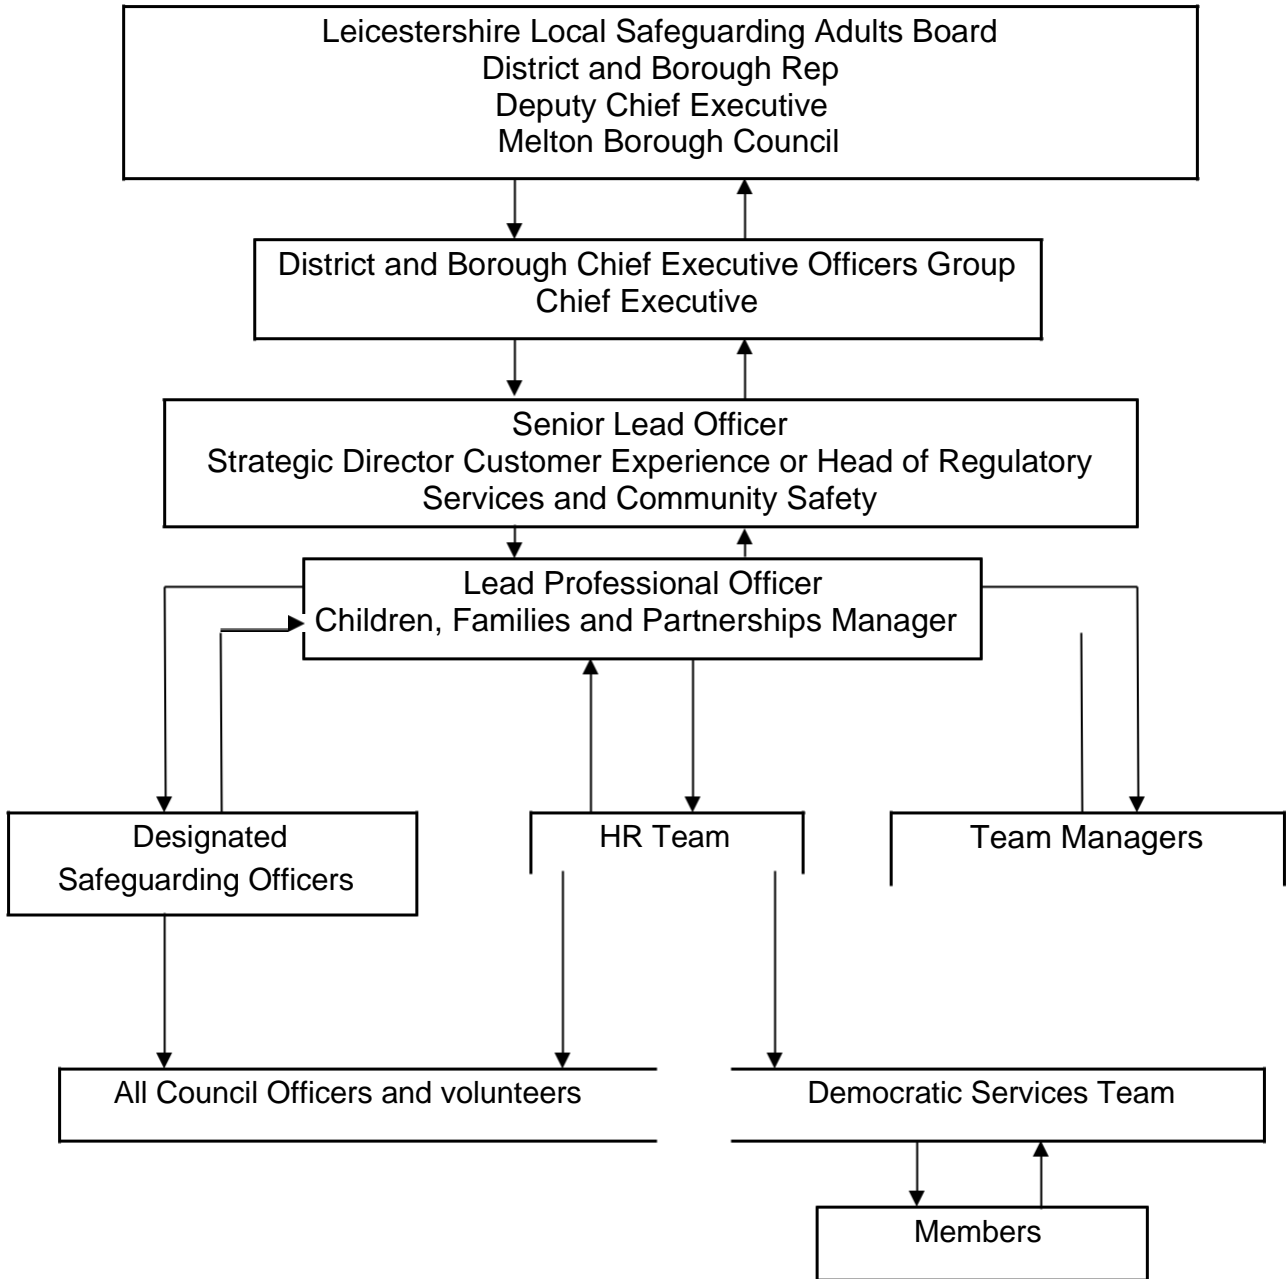 Leicestershire Local Safeguarding Adults Board
District and Borough Rep
Deputy Chief Executive
Melton Borough Council
District and Borough Chief Executive Officers Group
Chief Executive
Senior Lead Officer
Strategic Director Customer Experience or Head of Regulatory
Services and Community Safety
Lead Professional Officer
Children, Families and Partnerships Manager
Designated
Safeguarding Officers
HR Team
Team Managers
All Council Officers and volunteers
Democratic Services Team
Members